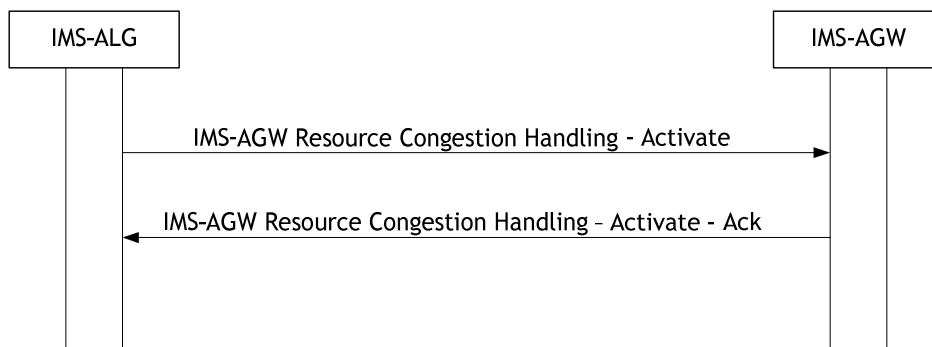 IMS-ALG
IMS-AGW
IMS-AGW Resource Congestion Handling - Activate
IMS-AGW Resource Congestion Handling – Activate - Ack